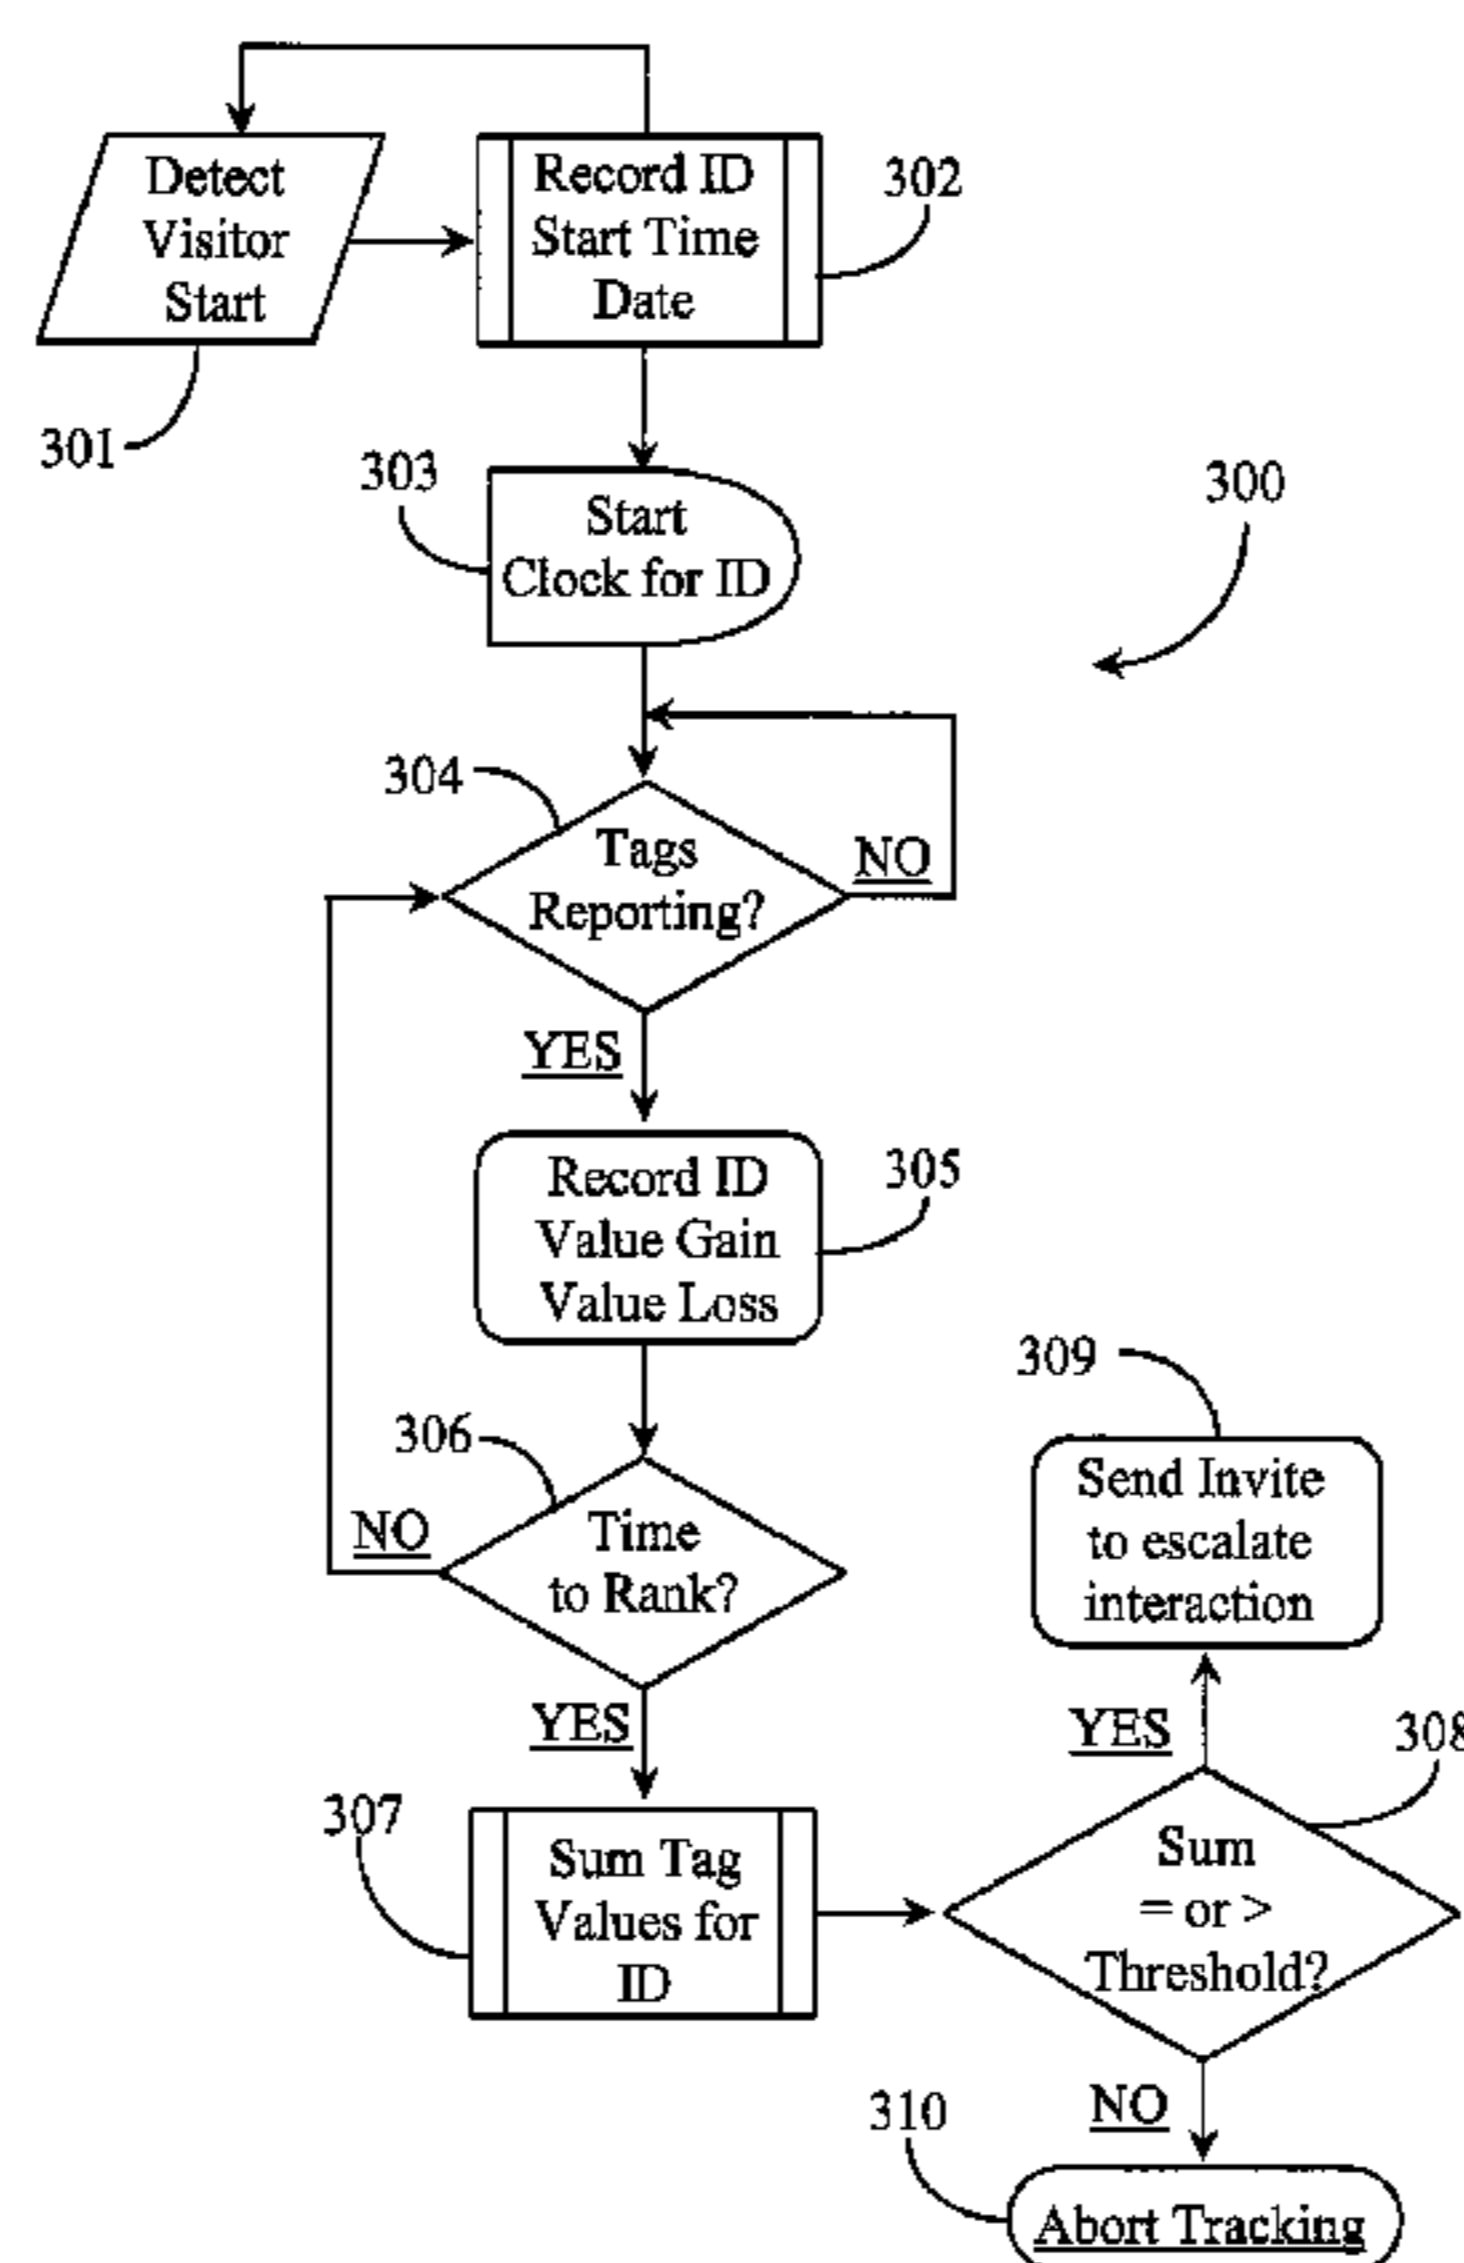 Detect
Visitor
Start
301
Record ID
Start Time
Date
302
303
Start
Clock for ID
300
304
Tags
Reporting?
NO
YES
Record ID
Value Gain
Value Loss
305
306
Time
to Rank?
NO
YES
307
Sum Tag
Values for
ID
309
Send Invite
to escalate
interaction
YES
308
Sum
= or >
Threshold?
NO
310
Abort Tracking